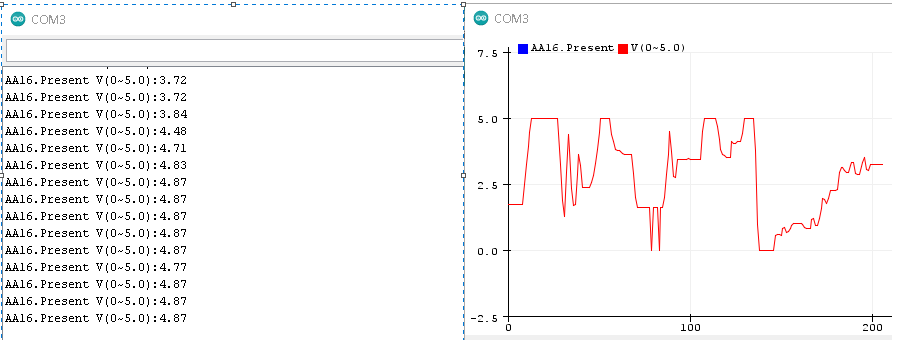 COM3
AA16.Present V(0~5.0):3.72
AA16.Present V(0~5.0):3.72
AA16.Present V(0~5.0):3.84
AA16.Present V(0~5.0):4.48
AA16.Present V(0~5.0):4.71
AA16.Present V(0~5.0):4.83
AA16.Present V(0~5.0):4.87
AA16.Present V(0~5.0):4.87
AA16.Present V(0~5.0):4.87
AA16.Present V(0~5.0):4.87
AA16.Present V(0~5.0):4.87
AA16.Present V(0~5.0):4.77
AA16.Present V(0~5.0):4.87
AA16.Present V(0~5.0):4.87
AA16.Present V(0~5.0):4.87
COM3
AA16.Present V(0~5.0)
7.5
5.0
2.5
0.0
-2.5
0 100 200